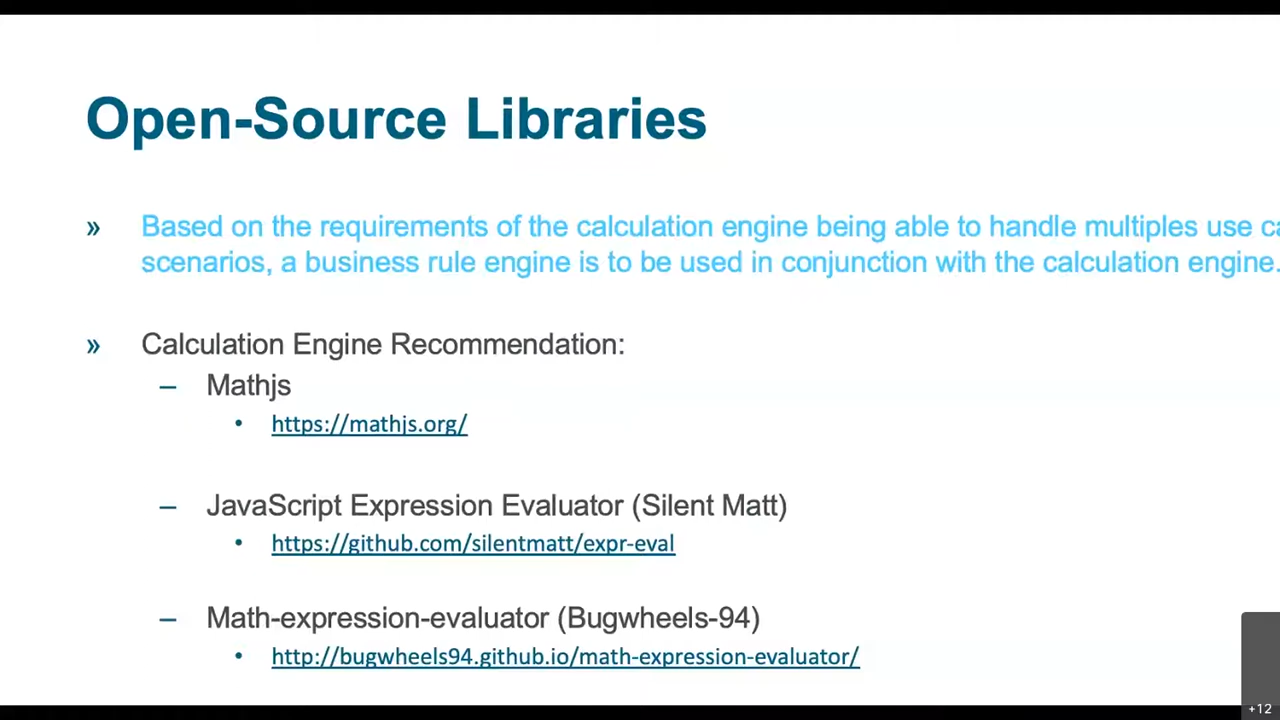 Open-Source Libraries
» Based on the requirements of the calculation engine being able to handle multiples use
scenarios, a business rule engine is to be used in conjunction with the calculation engine.
» Calculation Engine Recommendation:
– Mathjs
• https://mathjs.org/
– JavaScript Expression Evaluator (Silent Matt)
• https://github.com/silentmatt/expr-eval
– Math-expression-evaluator (Bugwheels-94)
• http://bugwheels94.github.io/math-expression-evaluator/
+12